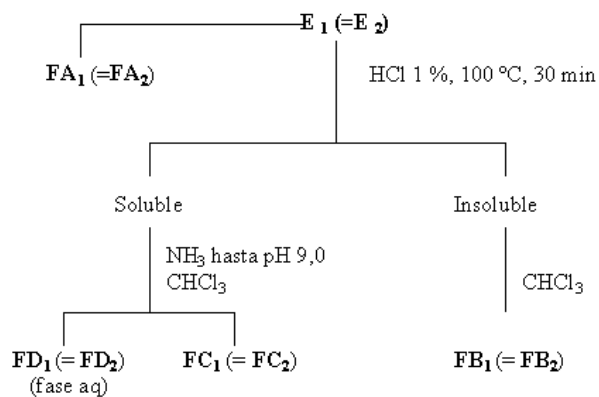 E 1 (=E 2)
FA1 (=FA2)
HCl 1 %, 100 ºC, 30 min
Soluble
Insoluble
NH3 hasta pH 9,0
CHCl3
CHCl3
FD1 (= FD2)
(fase aq)
FC1 (= FC2)
FB1 (= FB2)